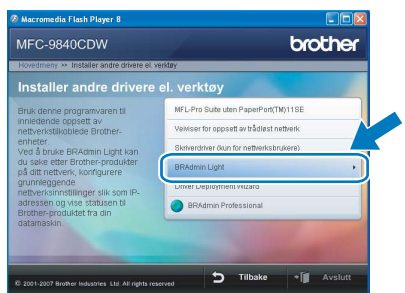 Macromedia Flash Player 8
MFC-9840CDW
brother
Hovedmeny >> Installer andre drivere el. verktøy
Installer andre drivere el. verktøy
Bruk denne programvaren til
innledende oppsett av
nettverkstilkoblede Brother-
enheter.
Ved å bruke BRAdmin Light kan
du søke etter Brother-produkter
på ditt nettverk, konfigurere
grunnleggende
nettverksinnstillinger slik som IP-
adressen og vise statusen til
Brother-produktet fra din
datamaskin.
MFL-Pro Suite uten PaperPort(TM)11SE
Veiviser for oppsett av trådløst nettverk
Skriverdriver (kun for nettverksbrukere)
BRAdmin Light
Driver Deployment Wizard
BRAdmin Professional
© 2001-2007 Brother Industries Ltd. All rights reserved
Tilbake
Avslutt